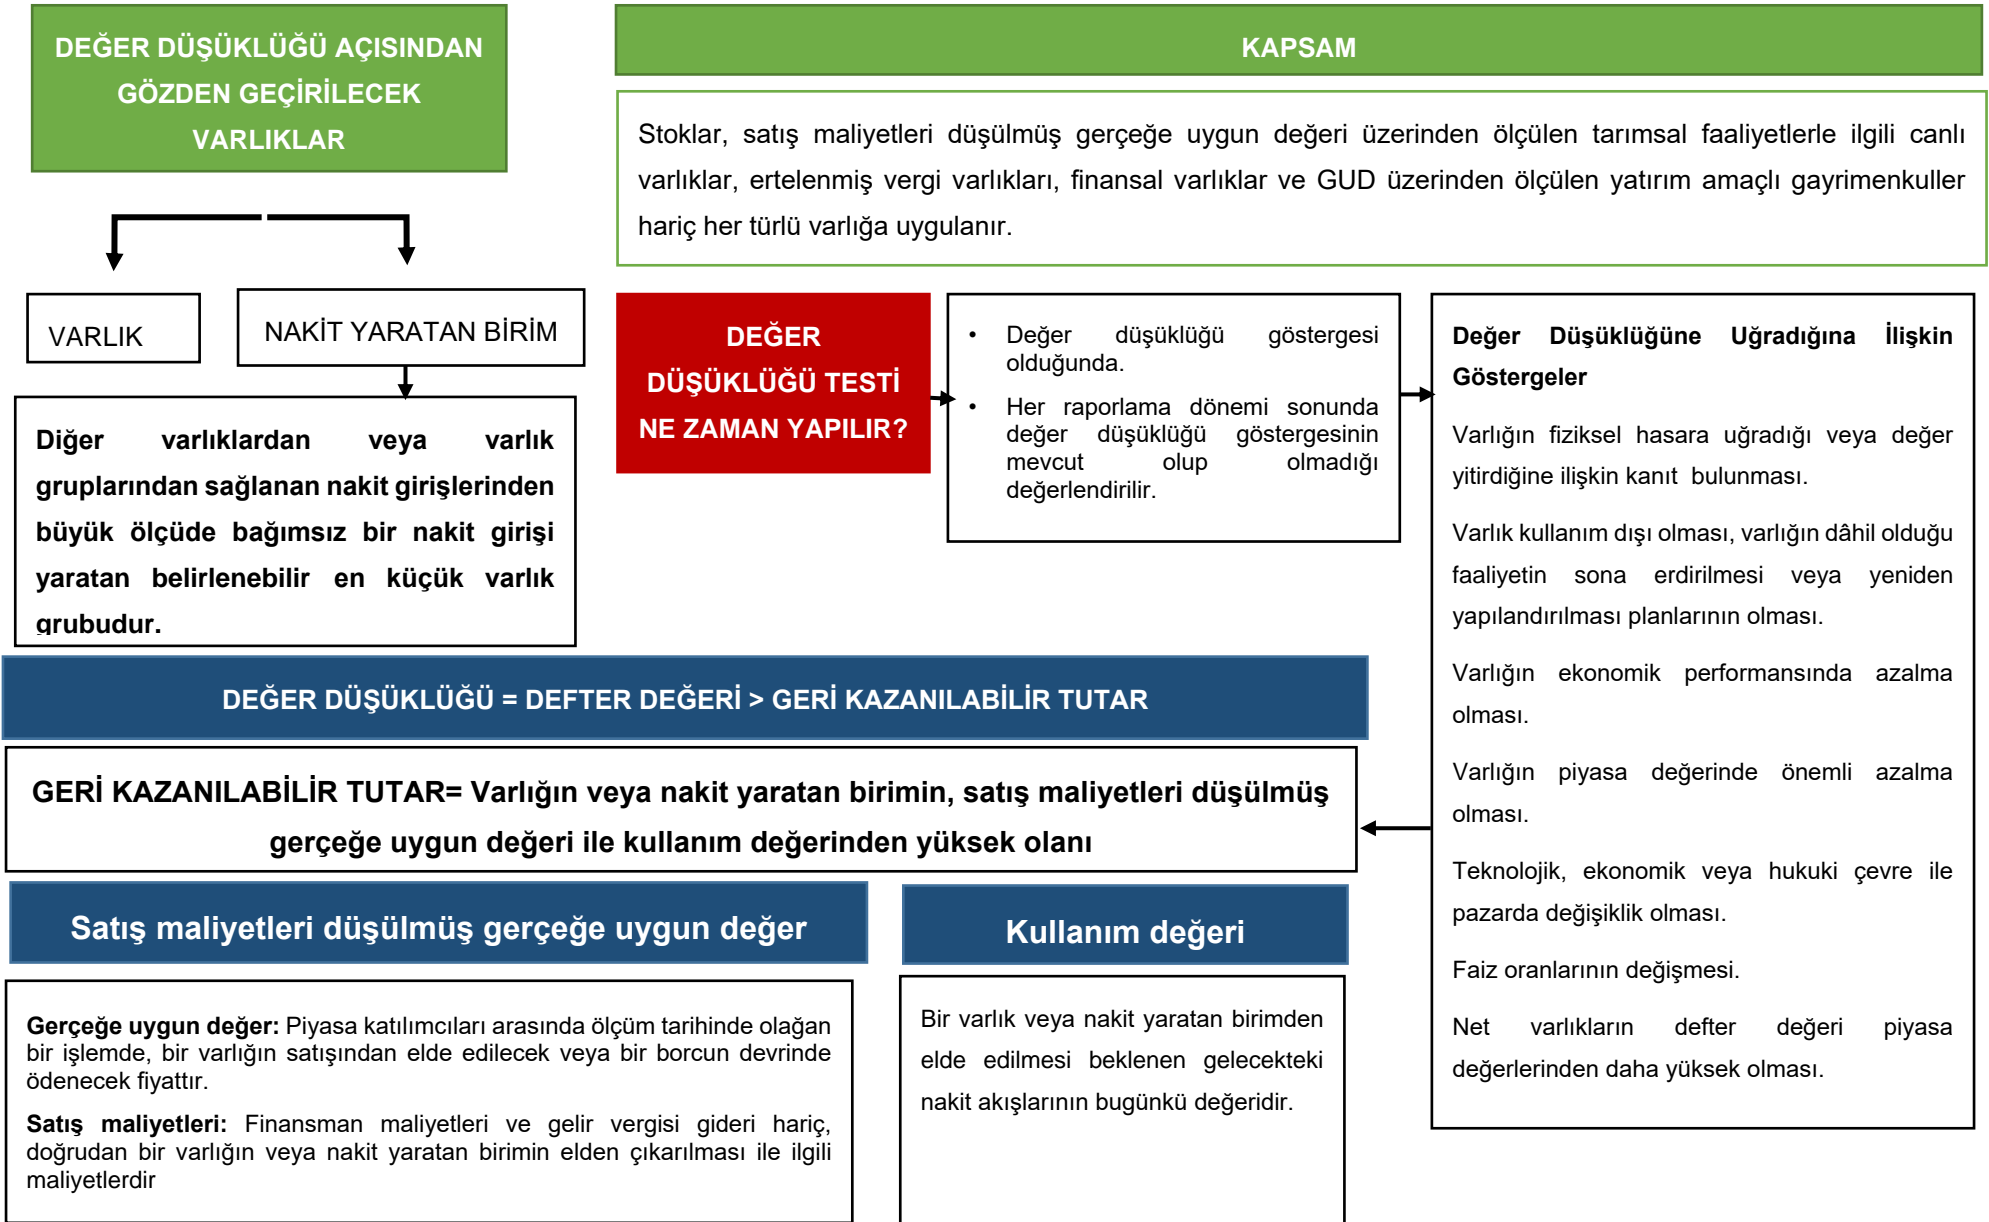 DEĞER DÜŞÜKLÜĞÜ AÇISINDAN
GÖZDEN GEÇİRİLECEK
VARLIKLAR
KAPSAM
Stoklar, satış maliyetleri düşülmüş gerçeğe uygun değeri üzerinden ölçülen tarımsal faaliyetlerle ilgili canlı
varlıklar, ertelenmiş vergi varlıkları, finansal varlıklar ve GUD üzerinden ölçülen yatırım amaçlı gayrimenkuller
hariç her türlü varlığa uygulanır.
VARLIK
NAKİT YARATAN BİRİM
Diğer varlıklardan veya varlık
gruplarından sağlanan nakit girişlerinden
büyük ölçüde bağımsız bir nakit girişi
yaratan belirlenebilir en küçük varlık
grubudur.
DEĞER
DÜŞÜKLÜĞÜ TESTİ
NE ZAMAN YAPILIR?
• Değer düşüklüğü göstergesi
olduğunda.
• Her raporlama dönemi sonunda
değer düşüklüğü göstergesinin
mevcut olup olmadığı
değerlendirilir.
Değer Düşüklüğüne Uğradığına İlişkin
Göstergeler
Varlığın fiziksel hasara uğradığı veya değer
yitirdiğine ilişkin kanıt bulunması.
Varlık kullanım dışı olması, varlığın dâhil olduğu
faaliyetin sona erdirilmesi veya yeniden
yapılandırılması planlarının olması.
Varlığın ekonomik performansında azalma
olması.
Varlığın piyasa değerinde önemli azalma
olması.
Teknolojik, ekonomik veya hukuki çevre ile
pazarda değişiklik olması.
Faiz oranlarının değişmesi.
Net varlıkların defter değeri piyasa
değerlerinden daha yüksek olması.
DEĞER DÜŞÜKLÜĞÜ = DEFTER DEĞERİ > GERİ KAZANILABİLİR TUTAR
GERİ KAZANILABİLİR TUTAR= Varlığın veya nakit yaratan birimin, satış maliyetleri düşülmüş
gerçeğe uygun değeri ile kullanım değerinden yüksek olanı
Satış maliyetleri düşülmüş gerçeğe uygun değer
Gerçeğe uygun değer: Piyasa katılımcıları arasında ölçüm tarihinde olağan
bir işlemde, bir varlığın satışından elde edilecek veya bir borcun devrinde
ödenecek fiyattır.
Satış maliyetleri: Finansman maliyetleri ve gelir vergisi gideri hariç,
doğrudan bir varlığın veya nakit yaratan birimin elden çıkarılması ile ilgili
maliyetlerdir
Kullanım değeri
Bir varlık veya nakit yaratan birimden
elde edilmesi beklenen gelecekteki
nakit akışlarının bugünkü değeridir.